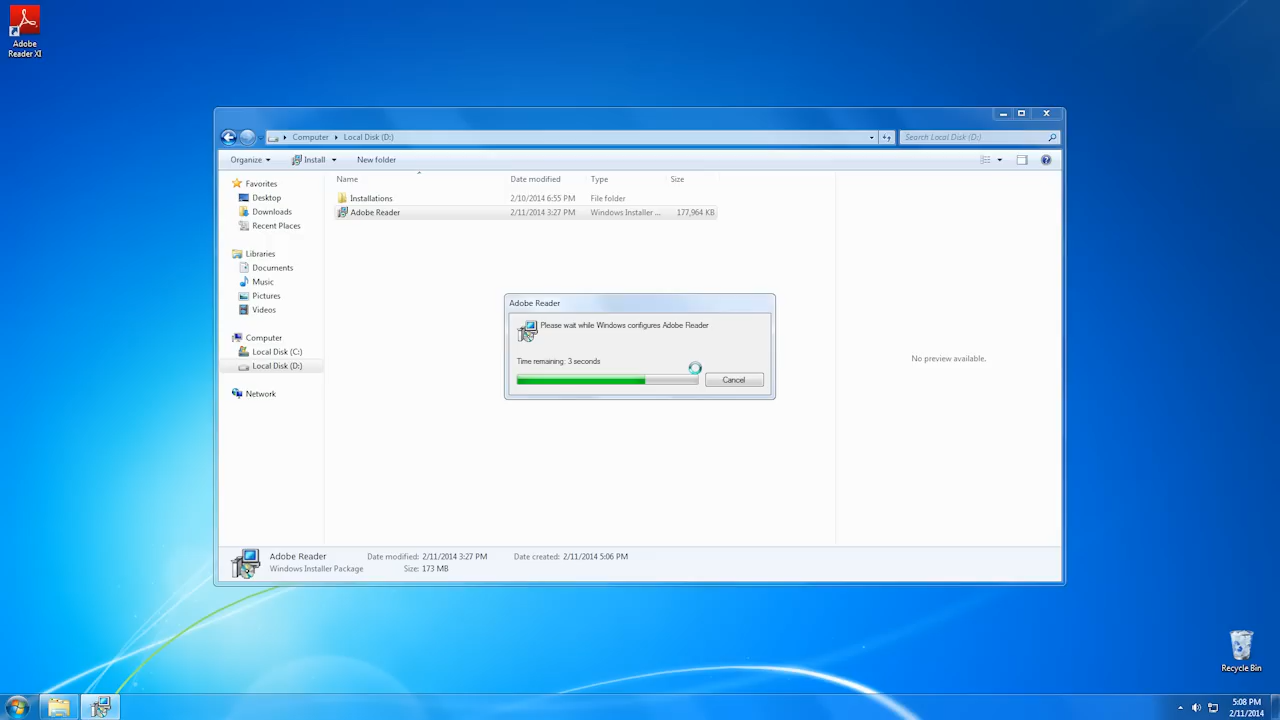 Adobe
Reader XI
Computer
Local Disk (D:)
Search Local Disk (D:)
Organize
Install
New folder
Name
Date modified
Type
Size
Favorites
Desktop
Downloads
Recent Places
Libraries
Documents
Music
Pictures
Videos
Computer
Local Disk (C:)
Local Disk (D:)
Network
Installations 2/10/2014 6:55 PM File folder
Adobe Reader 2/11/2014 3:27 PM Windows Installer ... 177,964 KB
Adobe Reader
Please wait while Windows configures Adobe Reader
Time remaining: 3 seconds
Cancel
No preview available.
Adobe Reader Date modified: 2/11/2014 3:27 PM Date created: 2/11/2014 5:06 PM
Windows Installer Package Size: 173 MB
Recycle Bin
5:08 PM
2/11/2014